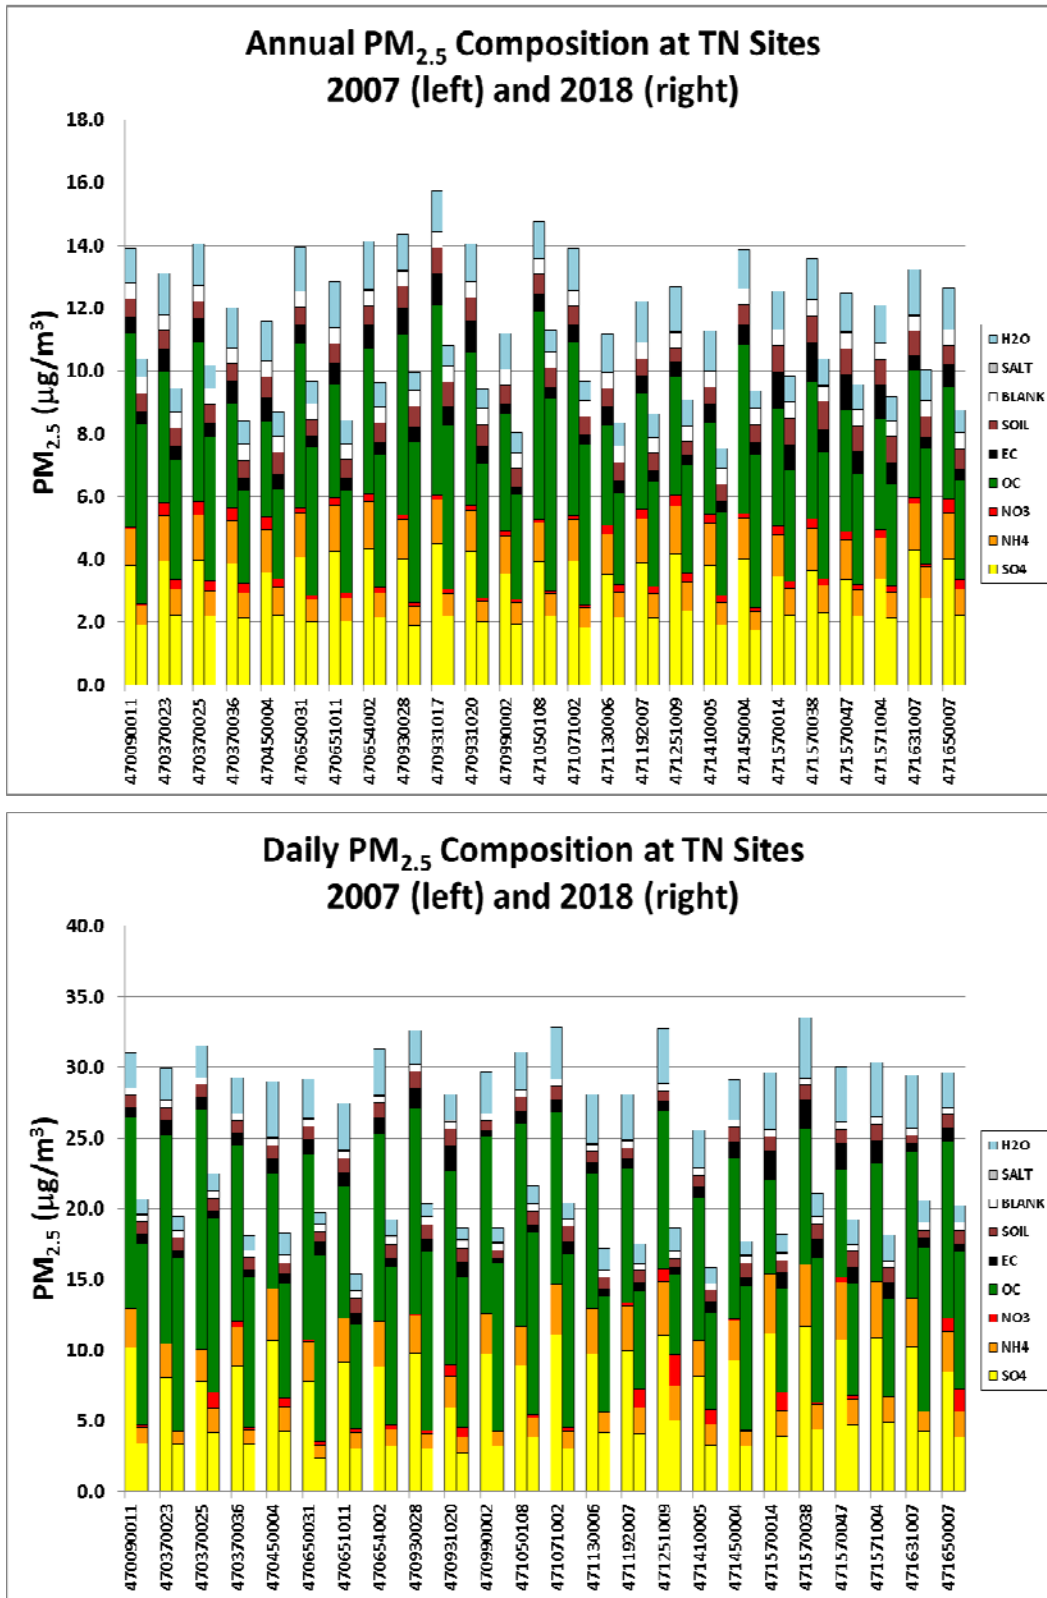 Annual PM2.5 Composition at TN Sites
2007 (left) and 2018 (right)
PM2.5 (µg/m³)
18.0
16.0
14.0
12.0
10.0
8.0
6.0
4.0
2.0
0.0
470090011
470370023
470370025
470370036
470450004
470650031
470651011
470654002
470930028
470931017
470931020
470990002
471050108
471071002
471130006
471192007
471251009
471410005
471450004
471570014
471570038
471570047
471571004
471631007
471650007
H2O
SALT
BLANK
SOIL
EC
OC
NO3
NH4
SO4
Daily PM2.5 Composition at TN Sites
2007 (left) and 2018 (right)
PM2.5 (µg/m³)
40.0
35.0
30.0
25.0
20.0
15.0
10.0
5.0
0.0
470090011
470370023
470370025
470370036
470450004
470650031
470651011
470654002
470930028
470931020
470990002
471050108
471071002
471130006
471192007
471251009
471410005
471450004
471570014
471570038
471570047
471571004
471631007
471650007
H2O
SALT
BLANK
SOIL
EC
OC
NO3
NH4
SO4